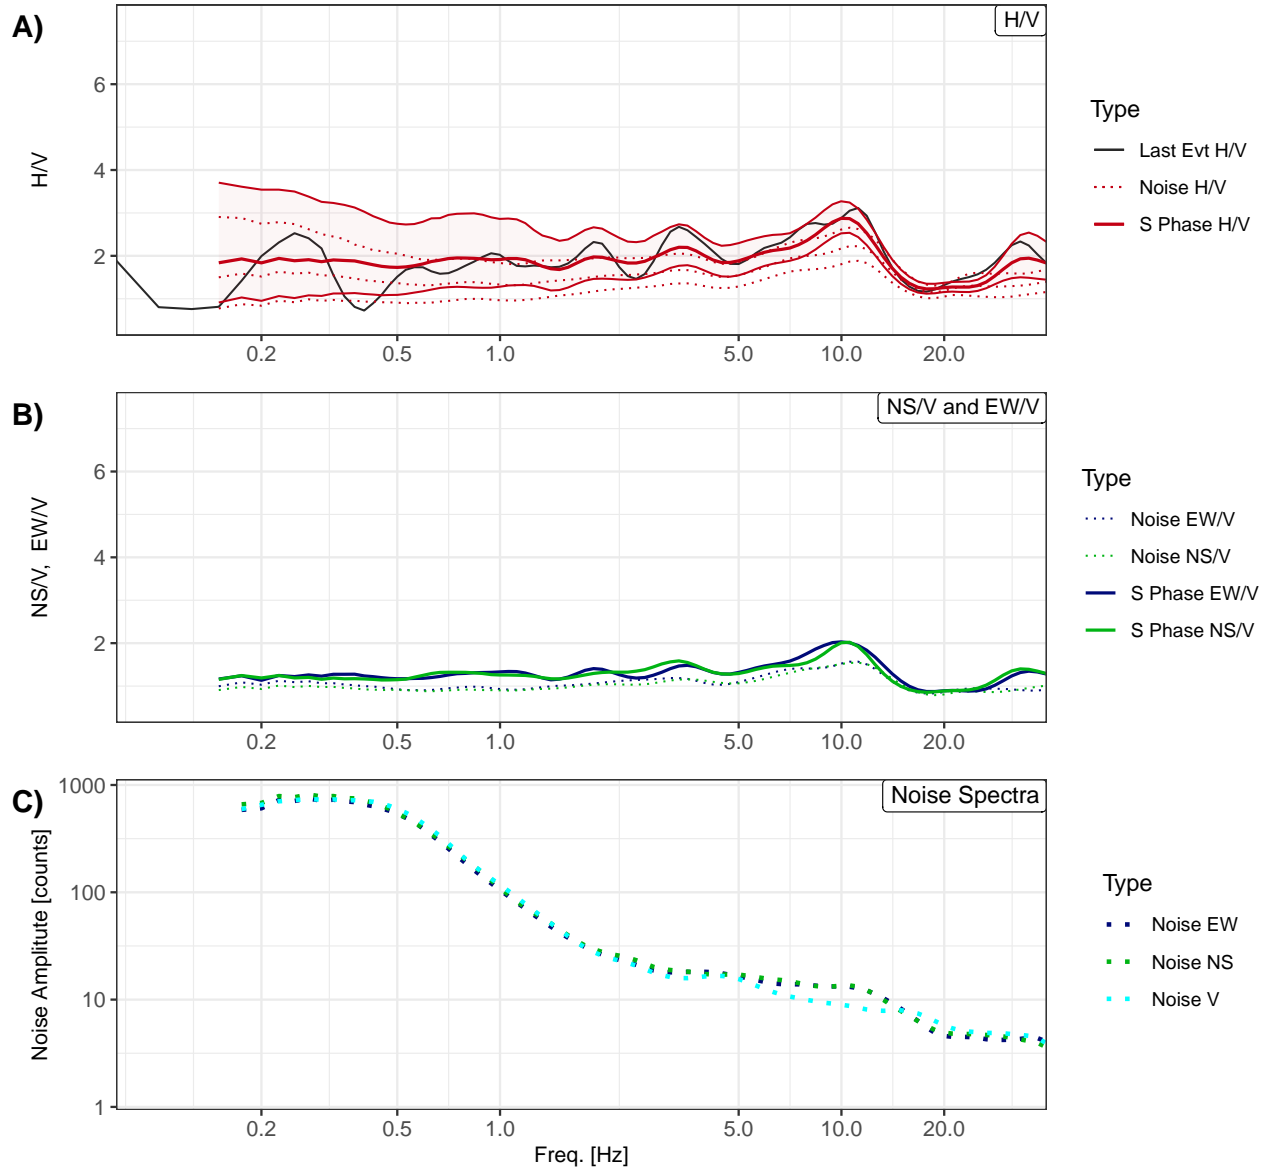 A)
H/V
H/V
6
4
2
0.2 0.5 1.0 5.0 10.0 20.0
Type
Last Evt H/V
Noise H/V
S Phase H/V
B)
NS/V and EW/V
NS/V, EW/V
6
4
2
0.2 0.5 1.0 5.0 10.0 20.0
Type
Noise EW/V
Noise NS/V
S Phase EW/V
S Phase NS/V
C)
Noise Spectra
Noise Amplitute [counts]
1000
100
10
1
0.2 0.5 1.0 5.0 10.0 20.0
Freq. [Hz]
Type
Noise EW
Noise NS
Noise V